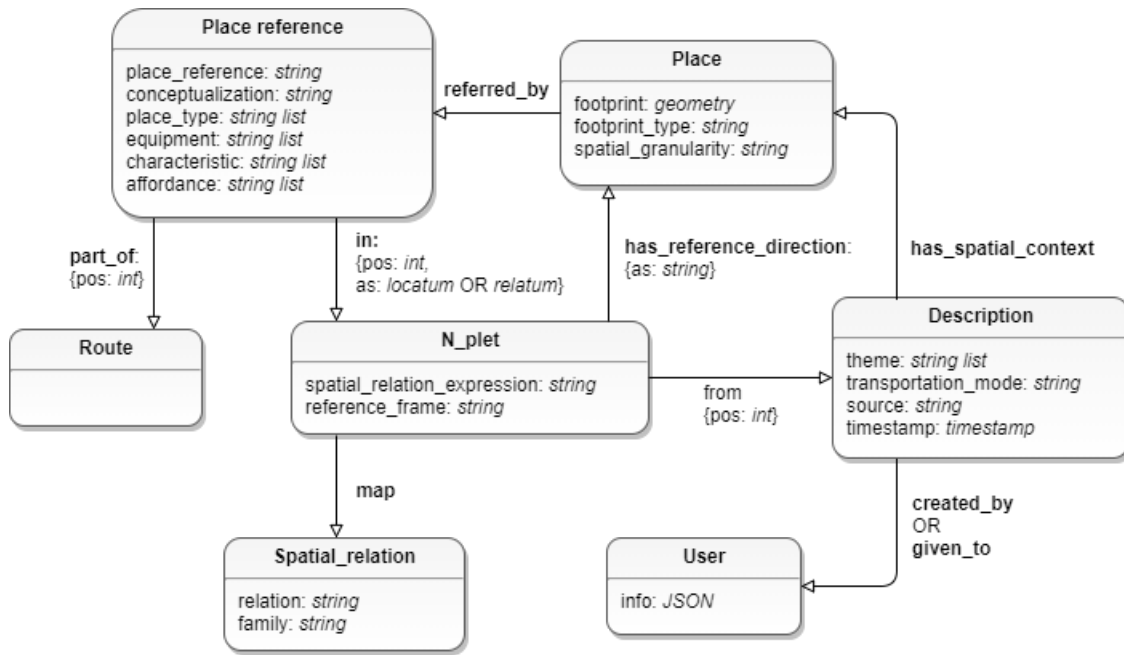 Place reference
place_reference: string
conceptualization: string
place_type: string list
equipment: string list
characteristic: string list
affordance: string list
referred_by
Place
footprint: geometry
footprint_type: string
spatial_granularity: string
part_of:
{pos: int}
in:
{pos: int,
as: locatum OR relatum}
has_reference_direction:
{as: string}
has_spatial_context
Route
N_plet
spatial_relation_expression: string
reference_frame: string
from
{pos: int}
Description
theme: string list
transportation_mode: string
source: string
timestamp: timestamp
map
created_by
OR
given_to
Spatial_relation
relation: string
family: string
User
info: JSON